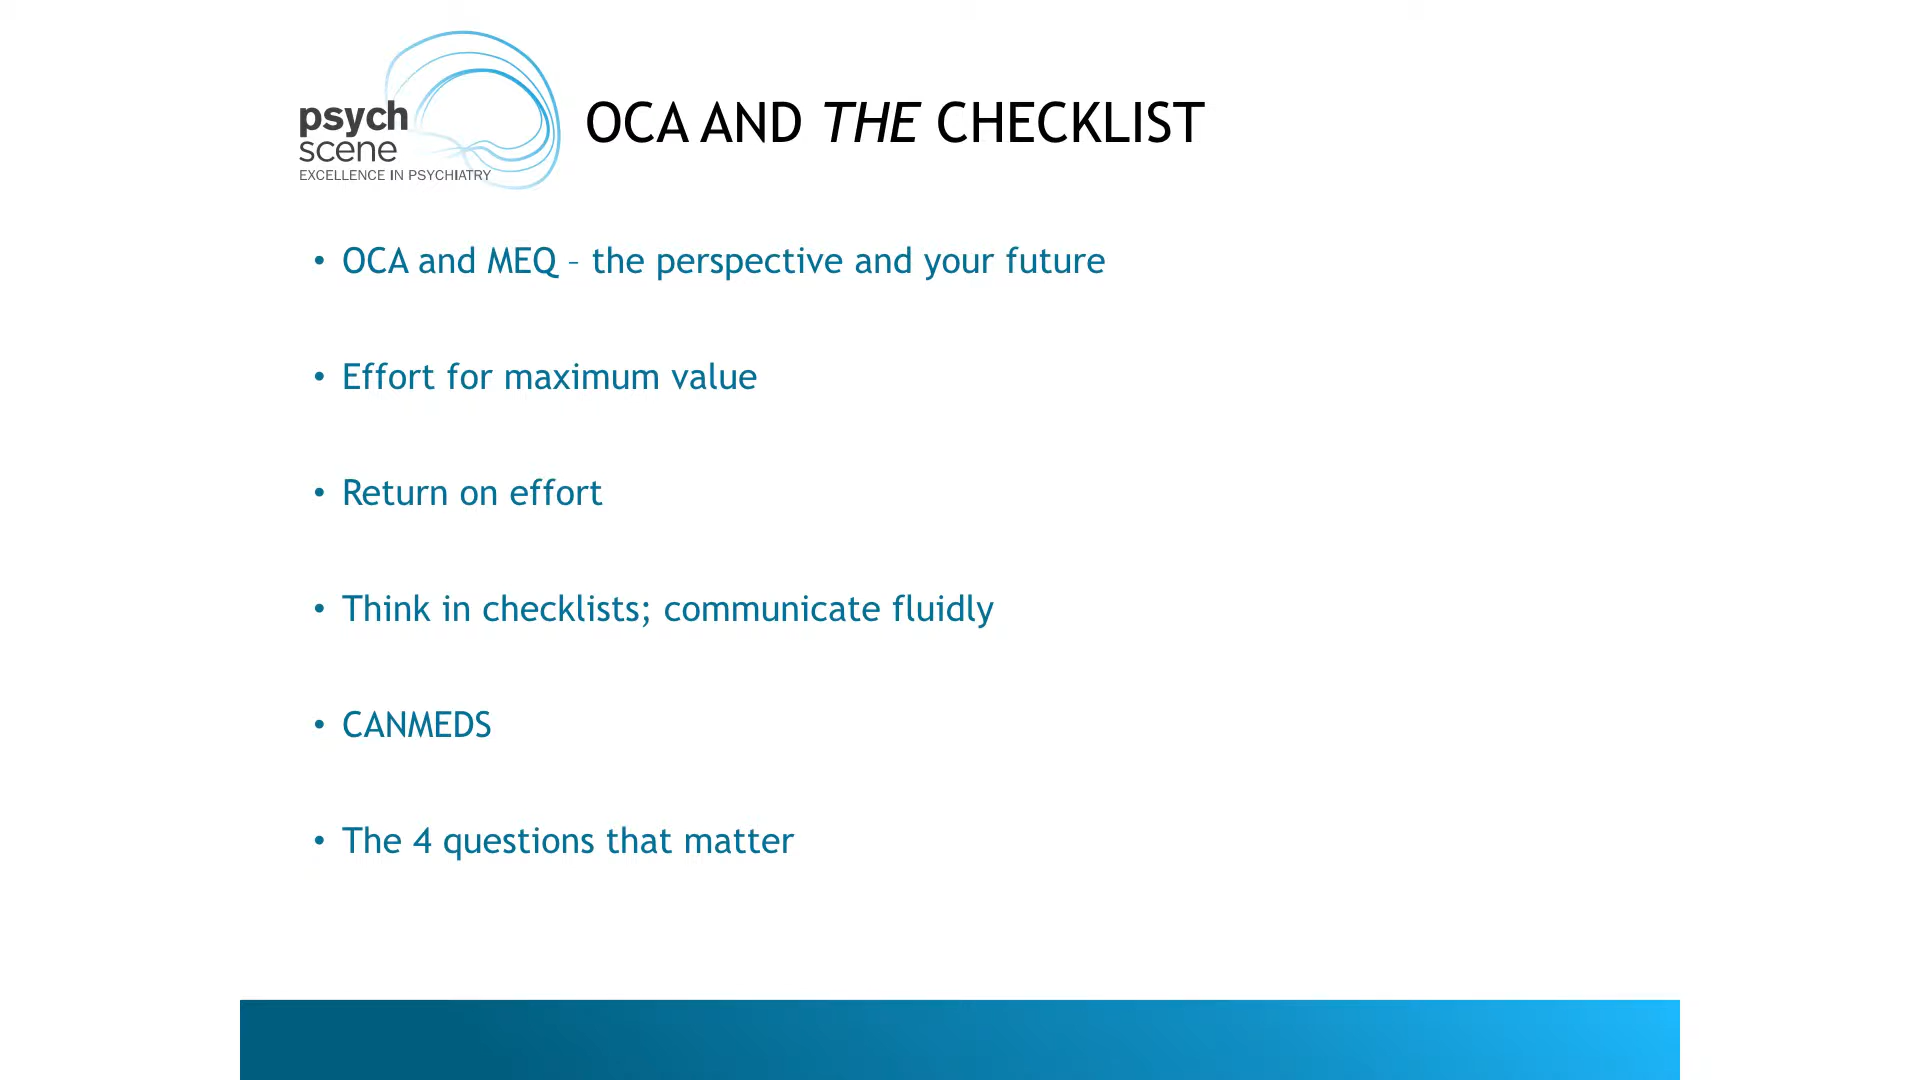 psych
scene
EXCELLENCE IN PSYCHIATRY
OCA AND THE CHECKLIST
• OCA and MEQ – the perspective and your future
• Effort for maximum value
• Return on effort
• Think in checklists; communicate fluidly
• CANMEDS
• The 4 questions that matter